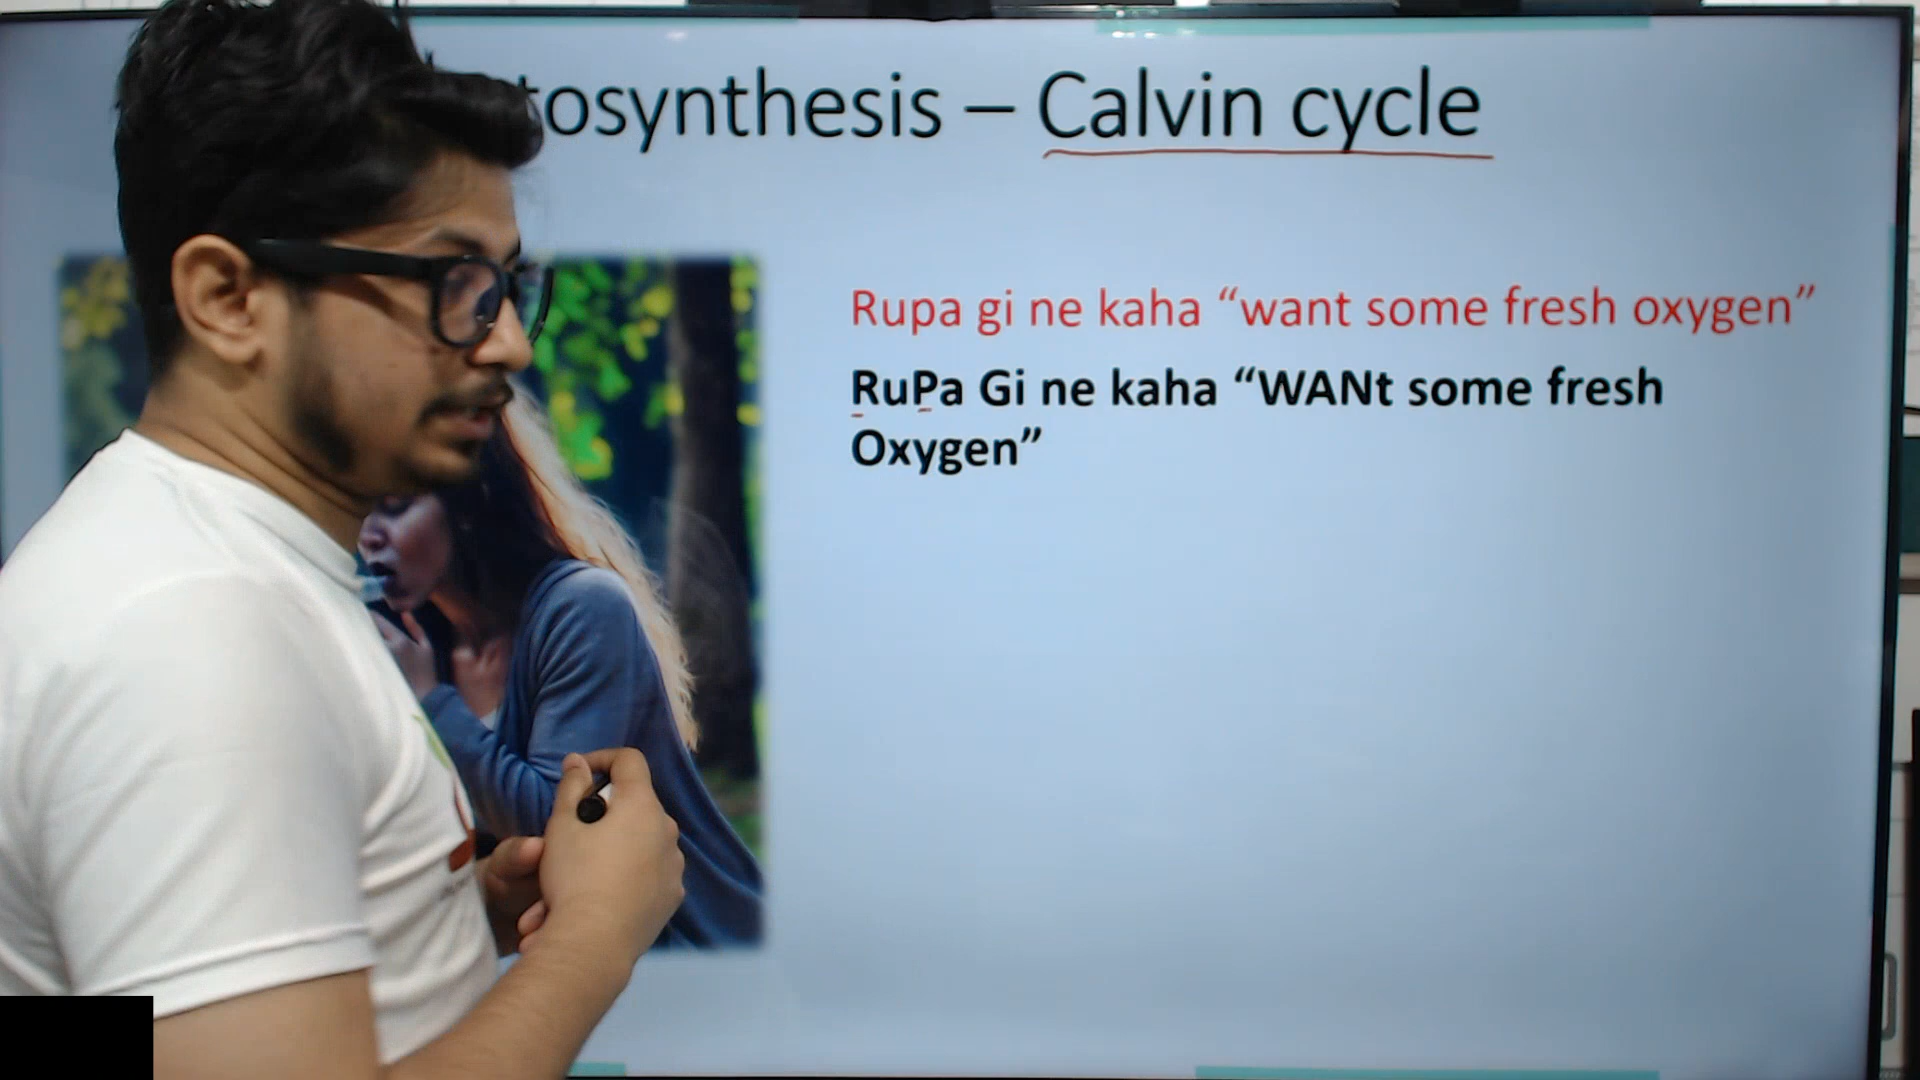 tosynthesis – Calvin cycle
Rupa gi ne kaha “want some fresh oxygen”
RuPa Gi ne kaha “WANt some fresh
Oxygen”